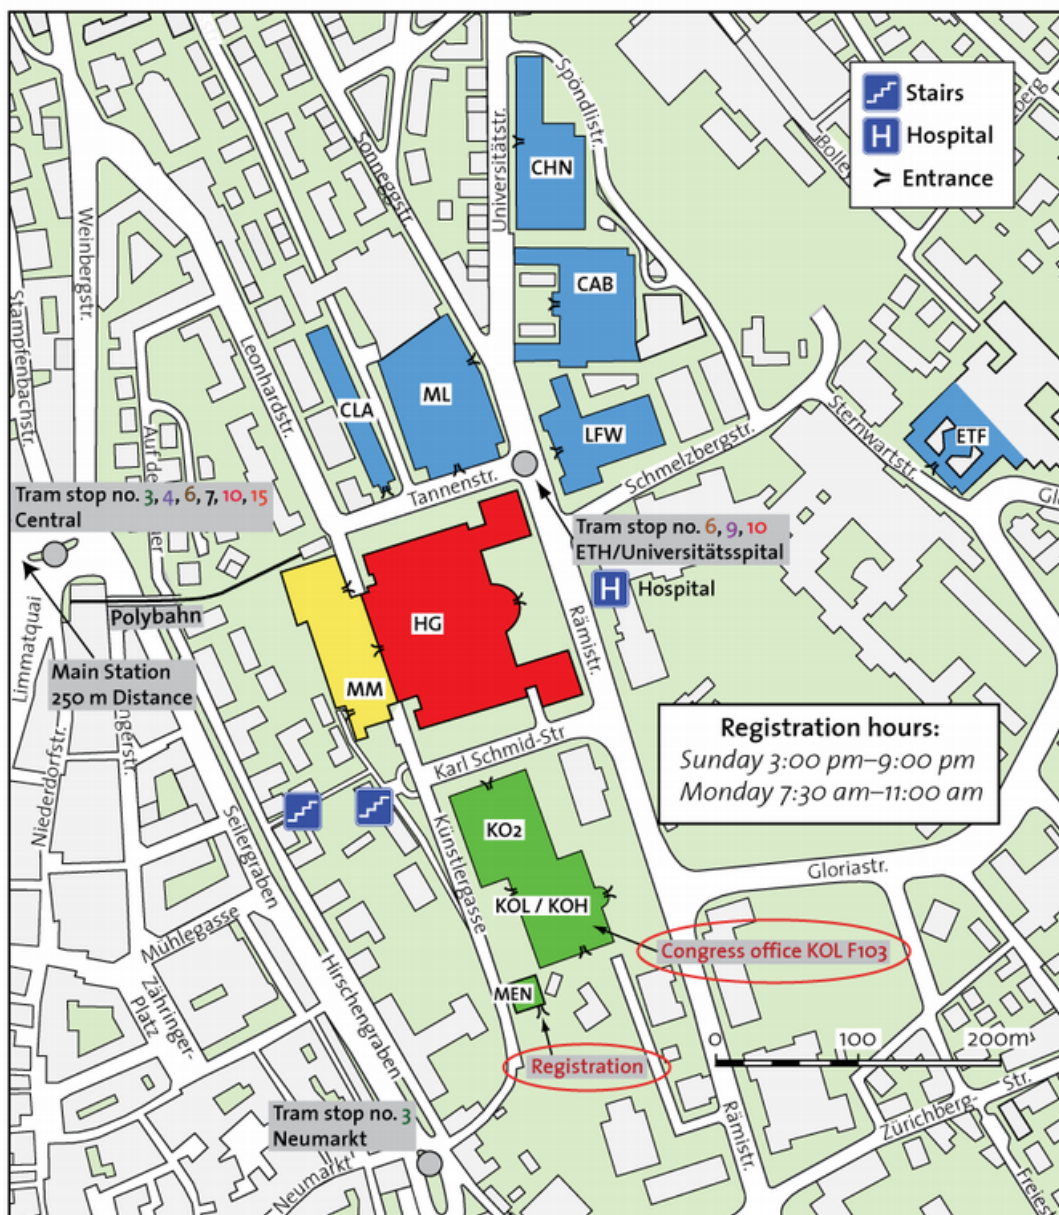 Stairs
Hospital
Entrance
Spöndlistr.
Universitätstr.
Sonneggstr.
CHN
Weinbergstr.
CAB
Stampfenbachstr.
Leonhardstr.
ML
CLA
LFW
ETF
Sternwartstr.
Schmelzbergstr.
Auf der
Tannenstr.
Tram stop no. 3, 4, 6, 7, 10, 15
Central
Tram stop no. 6, 9, 10
ETH/Universitätsspital
H Hospital
Polybahn
HG
Limmatquai
Main Station
250 m Distance
MM
Rämistr.
Registration hours:
Sunday 3:00 pm–9:00 pm
Monday 7:30 am–11:00 am
Karl Schmid-Str
Niederdorfstr.
Seilergraben
KO2
Künstlergasse
Gloriastr.
KOL / KOH
Mühlegasse
Congress office KOL F103
Zähringer-
Platz
Hirschengraben
MEN
0 100 200m
Registration
Tram stop no. 3
Neumarkt
Neumarkt
Rämistr.
Zürichberg-
Str.